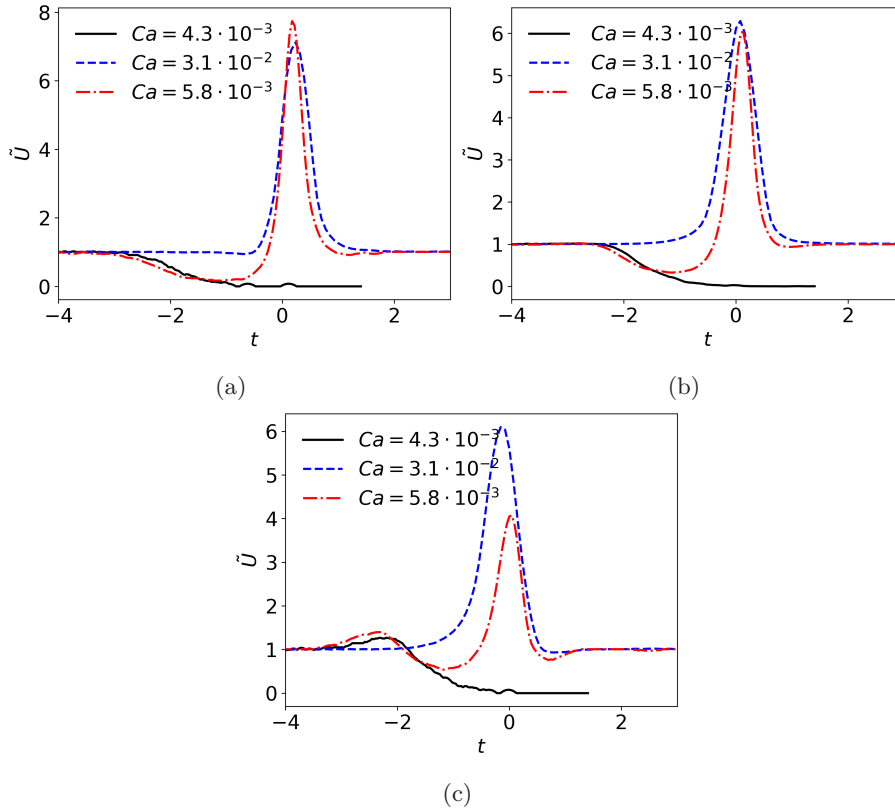 8
6
4
2
0
Ũ
Ca = 4.3 · 10⁻³
Ca = 3.1 · 10⁻²
Ca = 5.8 · 10⁻³
−4 −2 0 2
t
(a)
6
5
4
3
2
1
0
Ũ
Ca = 4.3 · 10⁻³
Ca = 3.1 · 10⁻²
Ca = 5.8 · 10⁻³
−4 −2 0 2
t
(b)
6
5
4
3
2
1
0
Ũ
Ca = 4.3 · 10⁻³
Ca = 3.1 · 10⁻²
Ca = 5.8 · 10⁻³
−4 −2 0 2
t
(c)